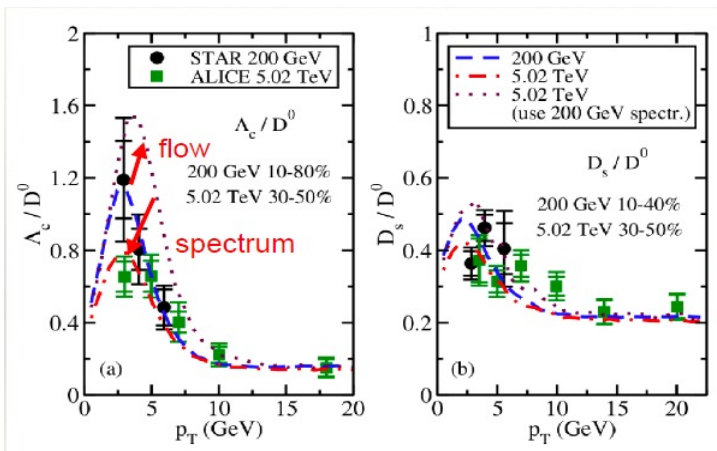 2
1.6
1.2
0.8
0.4
0
Λc / D0
STAR 200 GeV
ALICE 5.02 TeV
Λc / D0
flow
200 GeV 10-80%
5.02 TeV 30-50%
spectrum
(a)
0 5 10 15 20
pT (GeV)
1
0.8
0.6
0.4
0.2
0
Ds / D0
200 GeV
5.02 TeV
5.02 TeV
(use 200 GeV spectr.)
Ds / D0
200 GeV 10-40%
5.02 TeV 30-50%
(b)
0 5 10 15 20
pT (GeV)